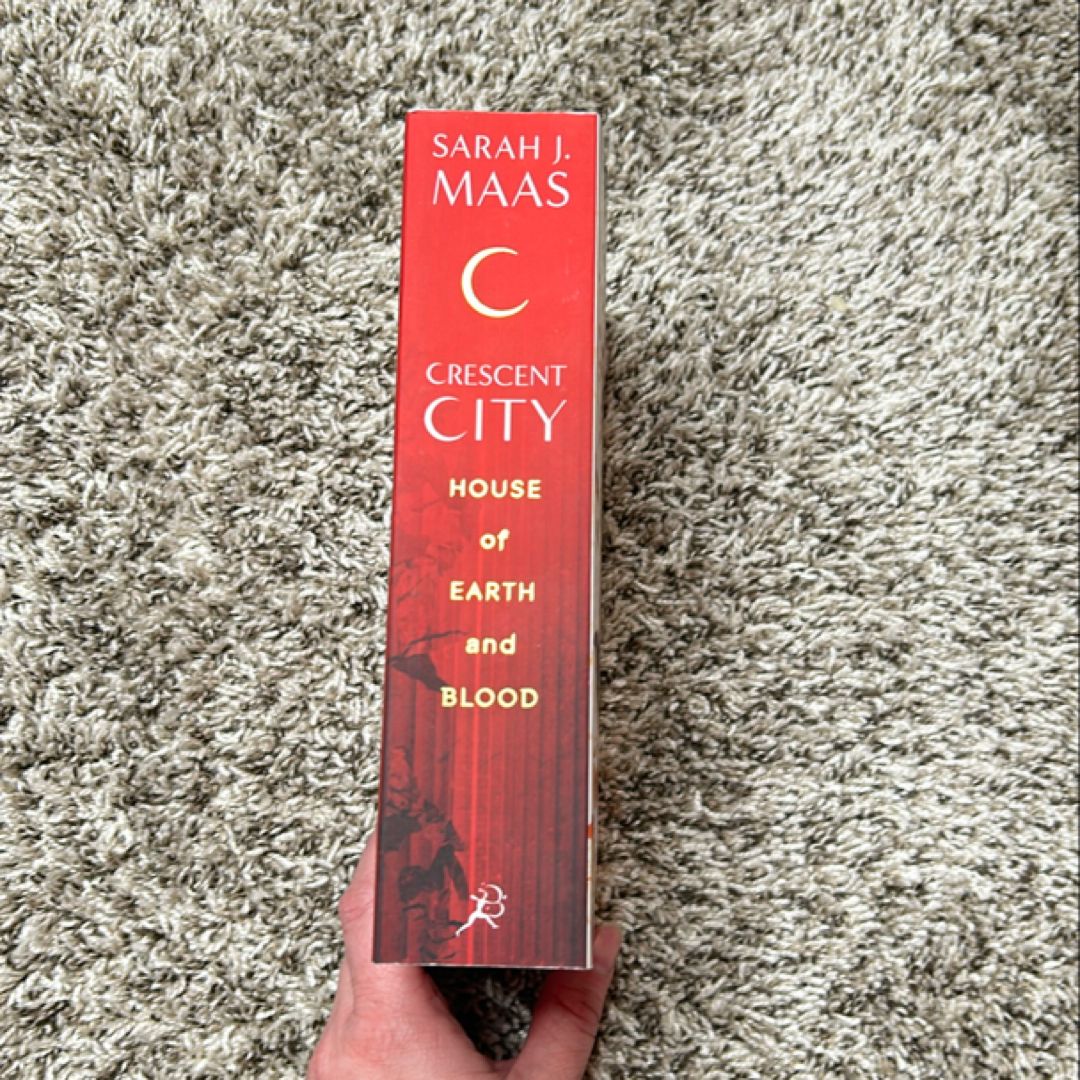 SARAH J.
MAAS
CRESCENT
CITY
HOUSE
of
EARTH
and
BLOOD